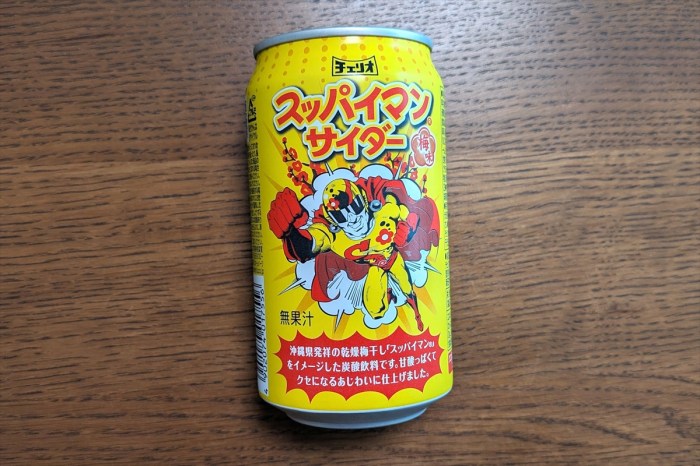 チェリオ
スッパイマン®
サイダー
梅味
無果汁
沖縄県発祥の乾燥梅干し「スッパイマン®」
をイメージした炭酸飲料です。甘酸っぱくて
クセになるあじわいに仕上げました。